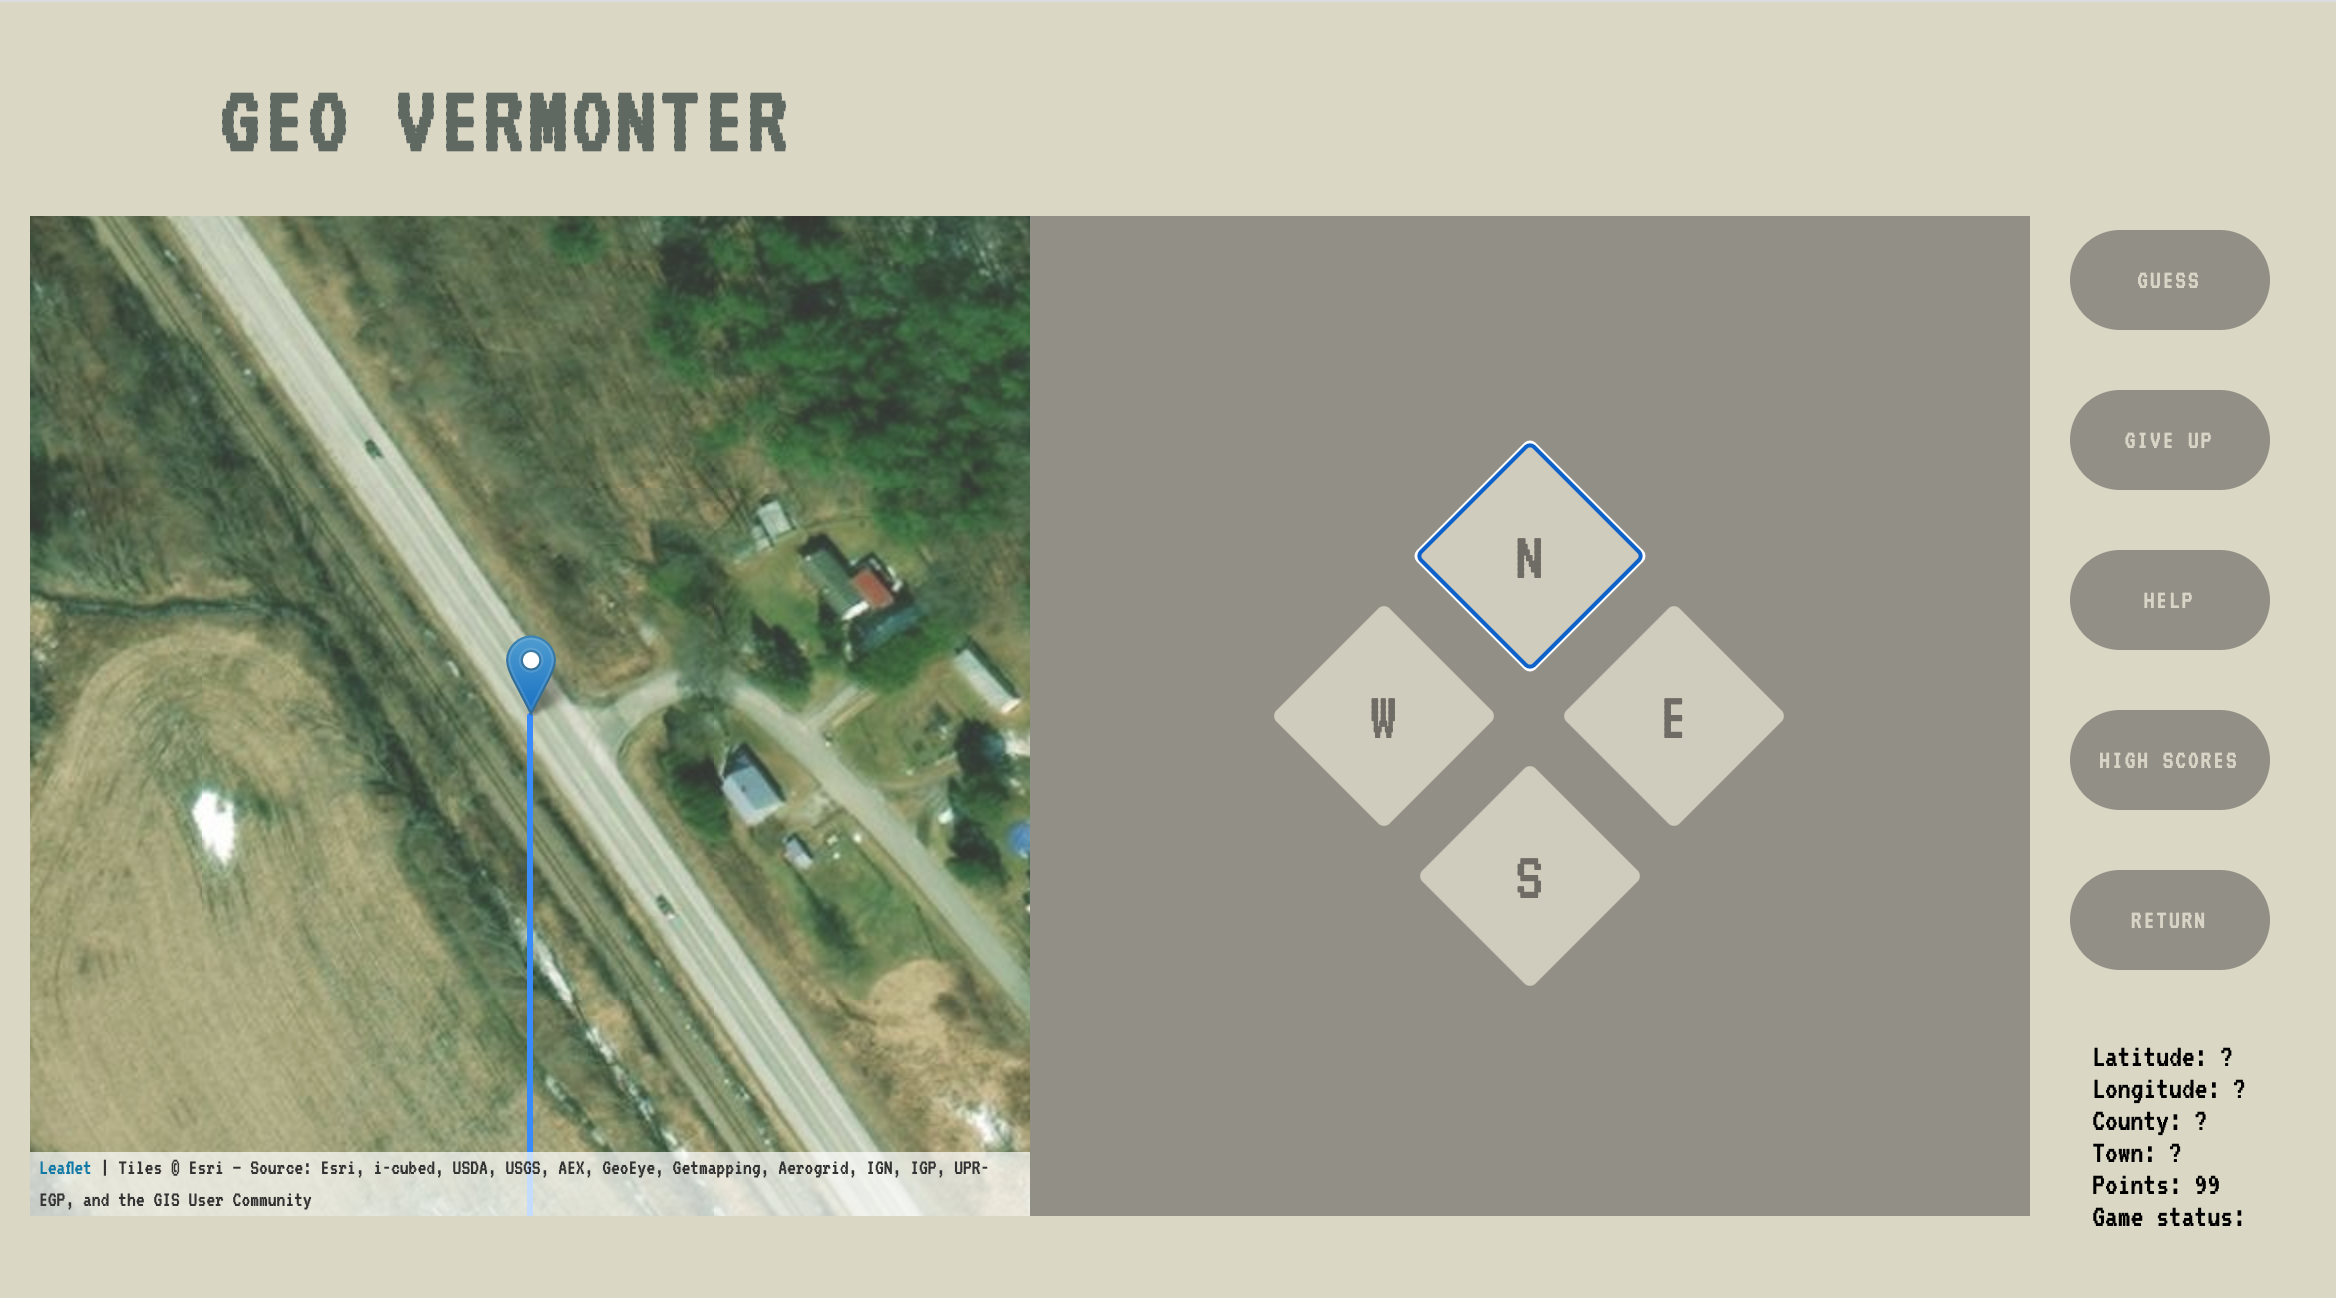 GEO VERMONTER
N
W
E
S
GUESS
GIVE UP
HELP
HIGH SCORES
RETURN
Latitude: ?
Longitude: ?
County: ?
Town: ?
Points: 99
Game status:
Leaflet | Tiles © Esri — Source: Esri, i-cubed, USDA, USGS, AEX, GeoEye, Getmapping, Aerogrid, IGN, IGP, UPR-
EGP, and the GIS User Community